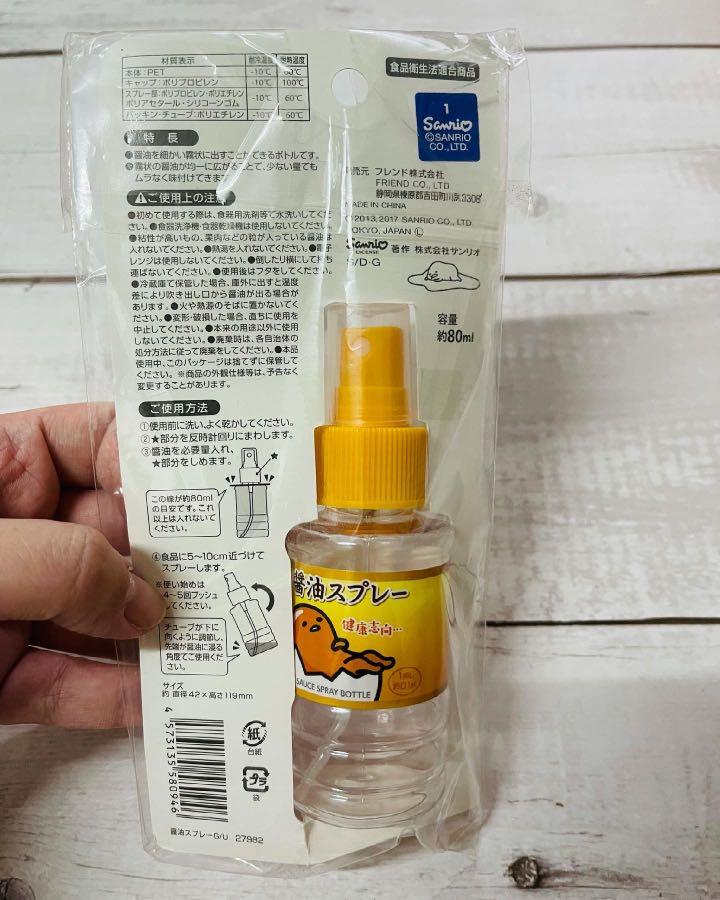 材質表示 耐冷温度 耐熱温度
本体：PET -10℃ 60℃
キャップ：ポリプロピレン -10℃ 100℃
スプレー部：ポリプロピレン・ポリエチレン
ポリアセタール・シリコーンゴム -10℃ 60℃
パッキン・チューブ：ポリエチレン -10℃ 60℃
特長
●醤油を細かい霧状に出すことができるボトルです。
●霧状の醤油が均一に広がることで、少ない量でも
ムラなく味付けできます
ご使用上の注意
●初めて使用する際は、食器用洗剤等で水洗いしてくだ
さい。●食器洗浄機・食器乾燥機は使用しないでください。
●粘性が高いもの、果肉などの粒が入っている醤油は
入れないでください。●熱湯を入れないでください。●電子
レンジは使用しないでください。●倒したり横にして持ち
運ばないでください。●使用後はフタをしてください。
●冷蔵庫で保管した場合、庫外に出すと温度
差により吹き出し口から醤油が出る場合が
あります。●火や熱源のそばに置かないでく
ださい。●変形・破損した場合、直ちに使用を
中止してください。●本来の用途以外に使用
しないでください。●廃棄時は、各自治体の
処分方法に従って廃棄をしてください。●本品
使用中、このパッケージは捨てずに保管して
ください。※商品の外観仕様等は、予告なく
変更することがあります。
ご使用方法
①使用前に洗い、よく乾かしてください。
②★部分を反時計回りにまわします。
③醤油を必要量入れ、
★部分をしめます。
この線が約80ml
の目安です。これ
以上は入れないで
ください。
④食品に5～10cm近づけて
スプレーします。
※使い始めは
4～5回プッシュ
してください。
チューブが下に
向くように調節し、
先端が醤油に浸る
角度でご使用くだ
さい。
サイズ
約 直径42×高さ119mm
4 573135 580946
紙
台紙
プラ
袋
醤油スプレーG/U 27982
食品衛生法適合商品
1
Sanrio
©SANRIO
CO., LTD.
発売元 フレンド株式会社
FRIEND CO., LTD
静岡県榛原郡吉田町川尻3308
MADE IN CHINA
© 2013, 2017 SANRIO CO., LTD.
TOKYO, JAPAN Ⓛ
Sanrio
LICENSE
著作 株式会社サンリオ
S/D・G
容量
約80ml
醤油スプレー
健康志向…
SAUCE SPRAY BOTTLE
約0.1ml